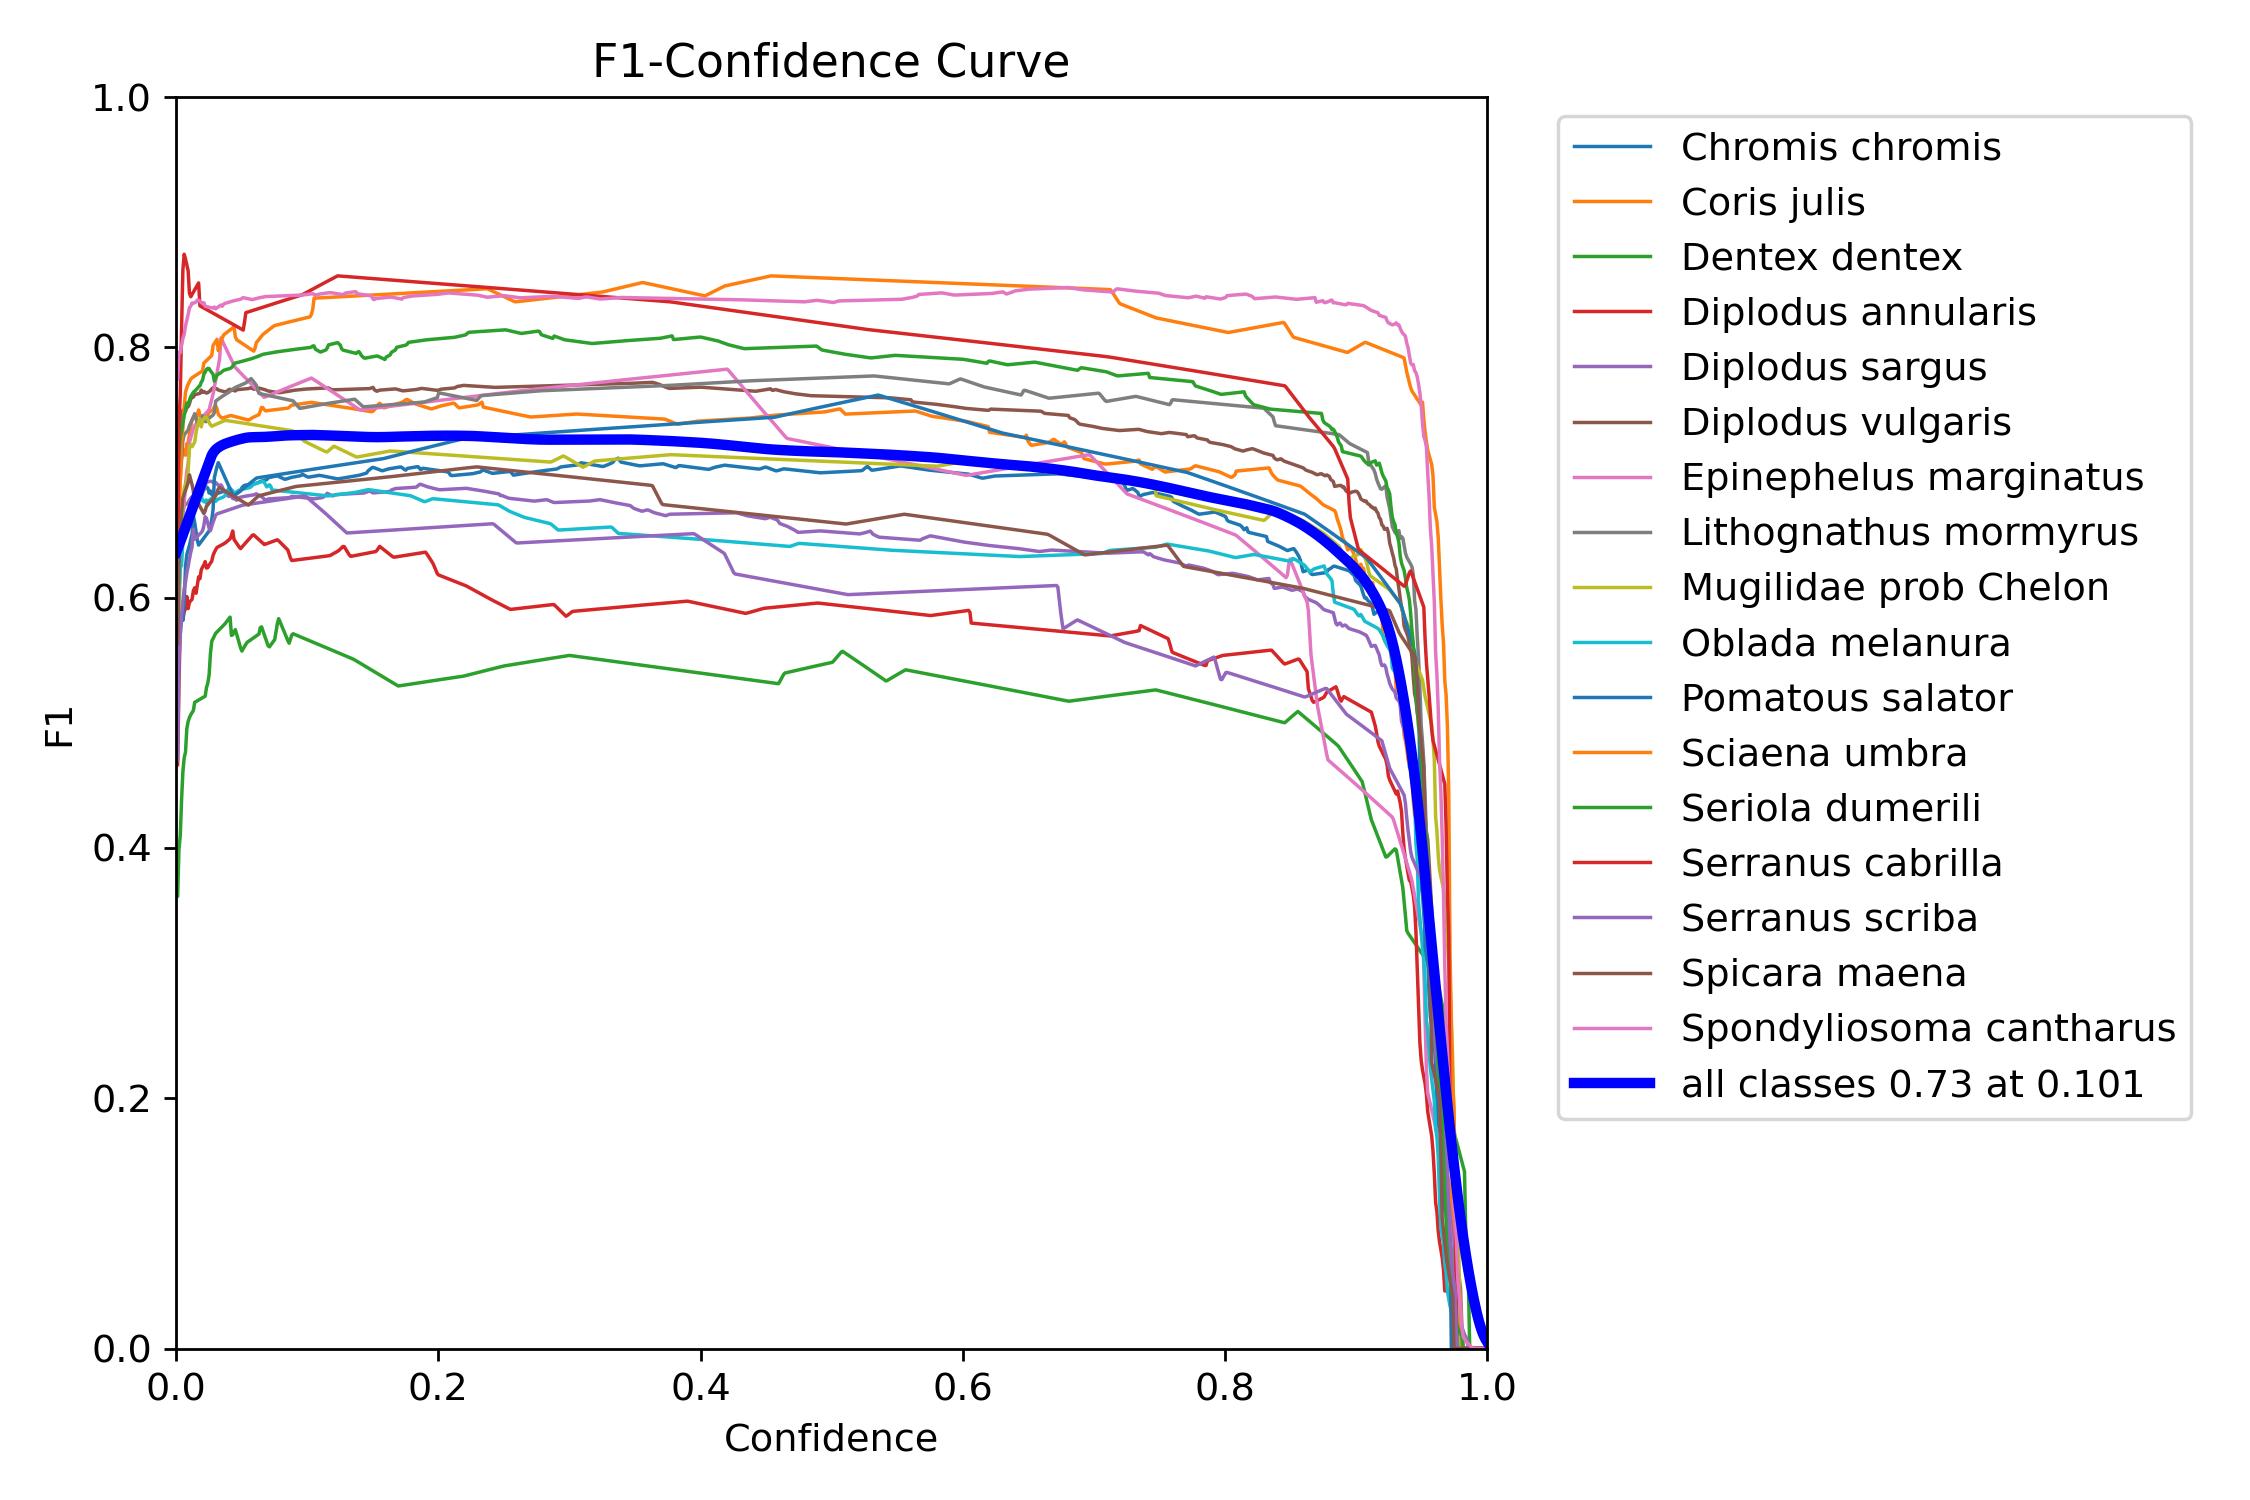 F1-Confidence Curve
1.0
0.8
0.6
0.4
0.2
0.0
F1
0.0 0.2 0.4 0.6 0.8 1.0
Confidence
Chromis chromis
Coris julis
Dentex dentex
Diplodus annularis
Diplodus sargus
Diplodus vulgaris
Epinephelus marginatus
Lithognathus mormyrus
Mugilidae prob Chelon
Oblada melanura
Pomatous salator
Sciaena umbra
Seriola dumerili
Serranus cabrilla
Serranus scriba
Spicara maena
Spondyliosoma cantharus
all classes 0.73 at 0.101